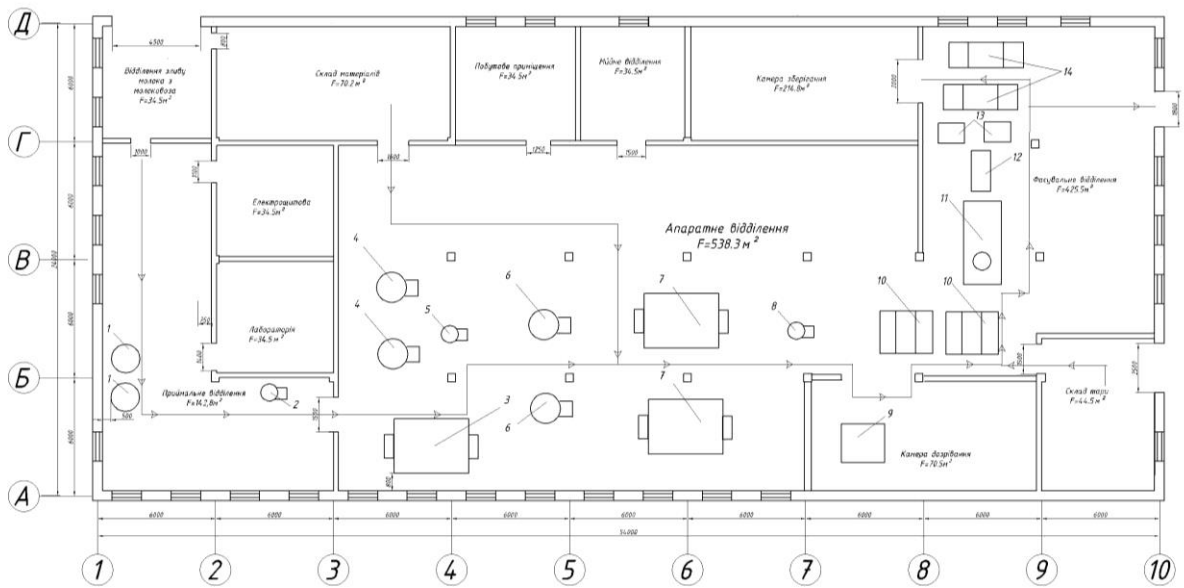 Д
4500
800
Відділення зливу
молока з
молоковоза
F=34.5м²
Склад матеріалів
F=70.2 м²
Побутове приміщення
F=34.5м²
Мийне відділення
F=34.5м²
Камера зберігання
F=214.8м²
14
6000
13
Г
1250
1500
12
Електрощитова
F=34.5м²
Фасувальне відділення
F=425.5м²
11
6000
Апаратне відділення
F=538.3 м²
В
24000
4
6
7
8
10
10
5
4
Лабораторія
F=34.5 м²
250
1400
6000
1
1
Б
Приймальне відділення
F=142,8м²
2
500
3
6
7
9
Склад тари
F=44.5 м²
2500
Камера дозрівання
F=70.5м²
6000
А
6000
6000
6000
6000
6000
6000
6000
6000
6000
54000
1
2
3
4
5
6
7
8
9
10